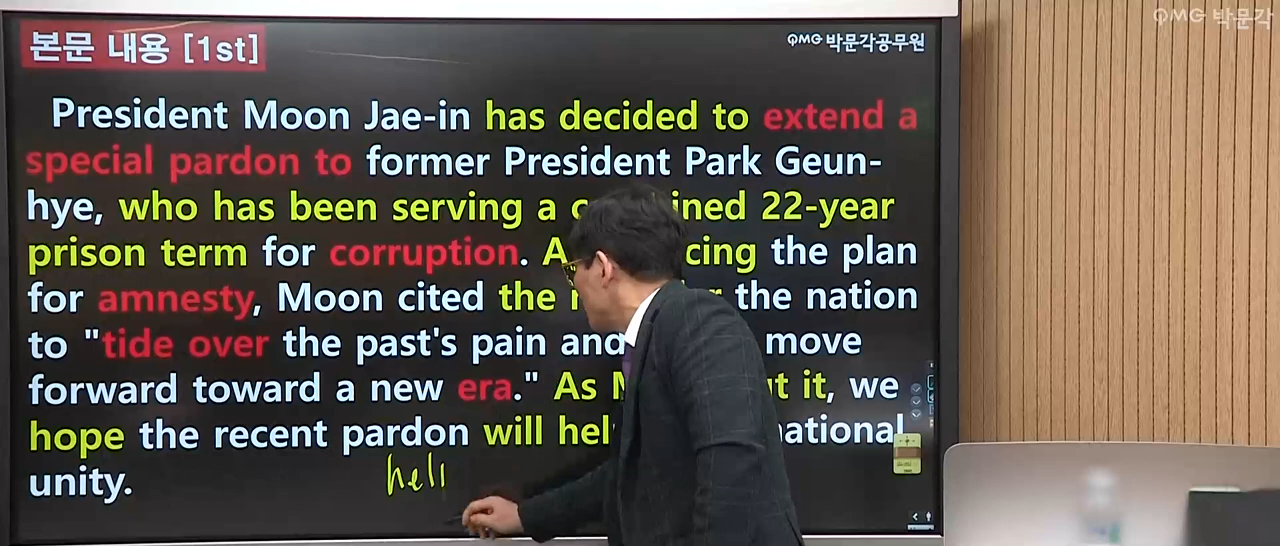 본문 내용 [1st]
QMG 박문각공무원
QMG 박문각
President Moon Jae-in has decided to extend a
special pardon to former President Park Geun-
hye, who has been serving a ined 22-year
prison term for corruption. A cing the plan
for amnesty, Moon cited the the nation
to "tide over the past's pain and move
forward toward a new era." As it, we
hope the recent pardon will national
unity.
hell